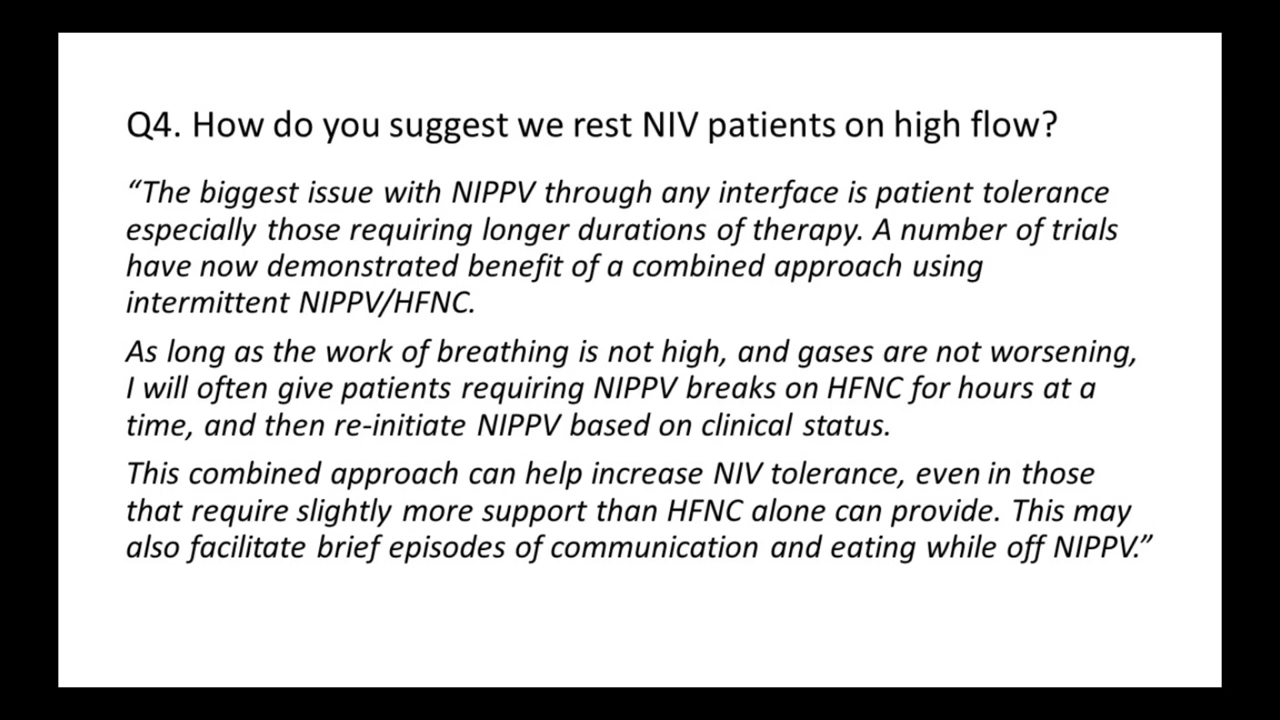 Q4. How do you suggest we rest NIV patients on high flow?
“The biggest issue with NIPPV through any interface is patient tolerance
especially those requiring longer durations of therapy. A number of trials
have now demonstrated benefit of a combined approach using
intermittent NIPPV/HFNC.
As long as the work of breathing is not high, and gases are not worsening,
I will often give patients requiring NIPPV breaks on HFNC for hours at a
time, and then re-initiate NIPPV based on clinical status.
This combined approach can help increase NIV tolerance, even in those
that require slightly more support than HFNC alone can provide. This may
also facilitate brief episodes of communication and eating while off NIPPV.”